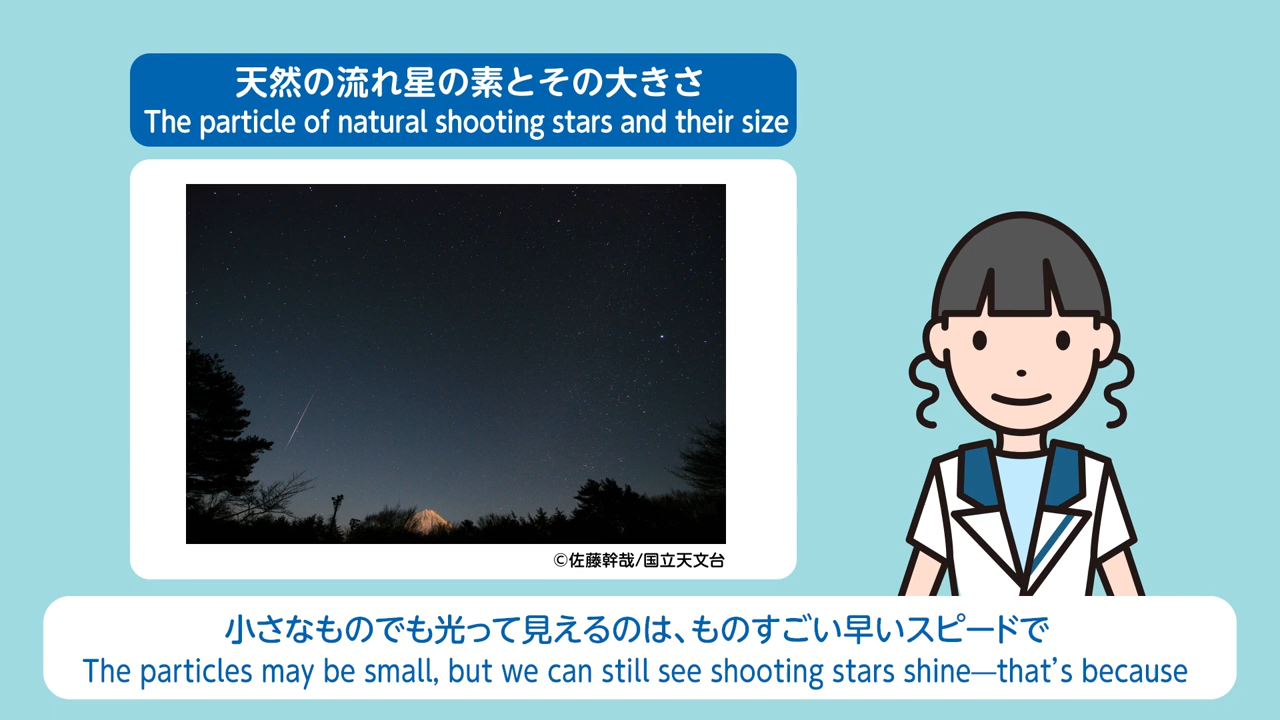 天然の流れ星の素とその大きさ
The particle of natural shooting stars and their size
©佐藤幹哉/国立天文台
小さなものでも光って見えるのは、ものすごい早いスピードで
The particles may be small, but we can still see shooting stars shine—that's because